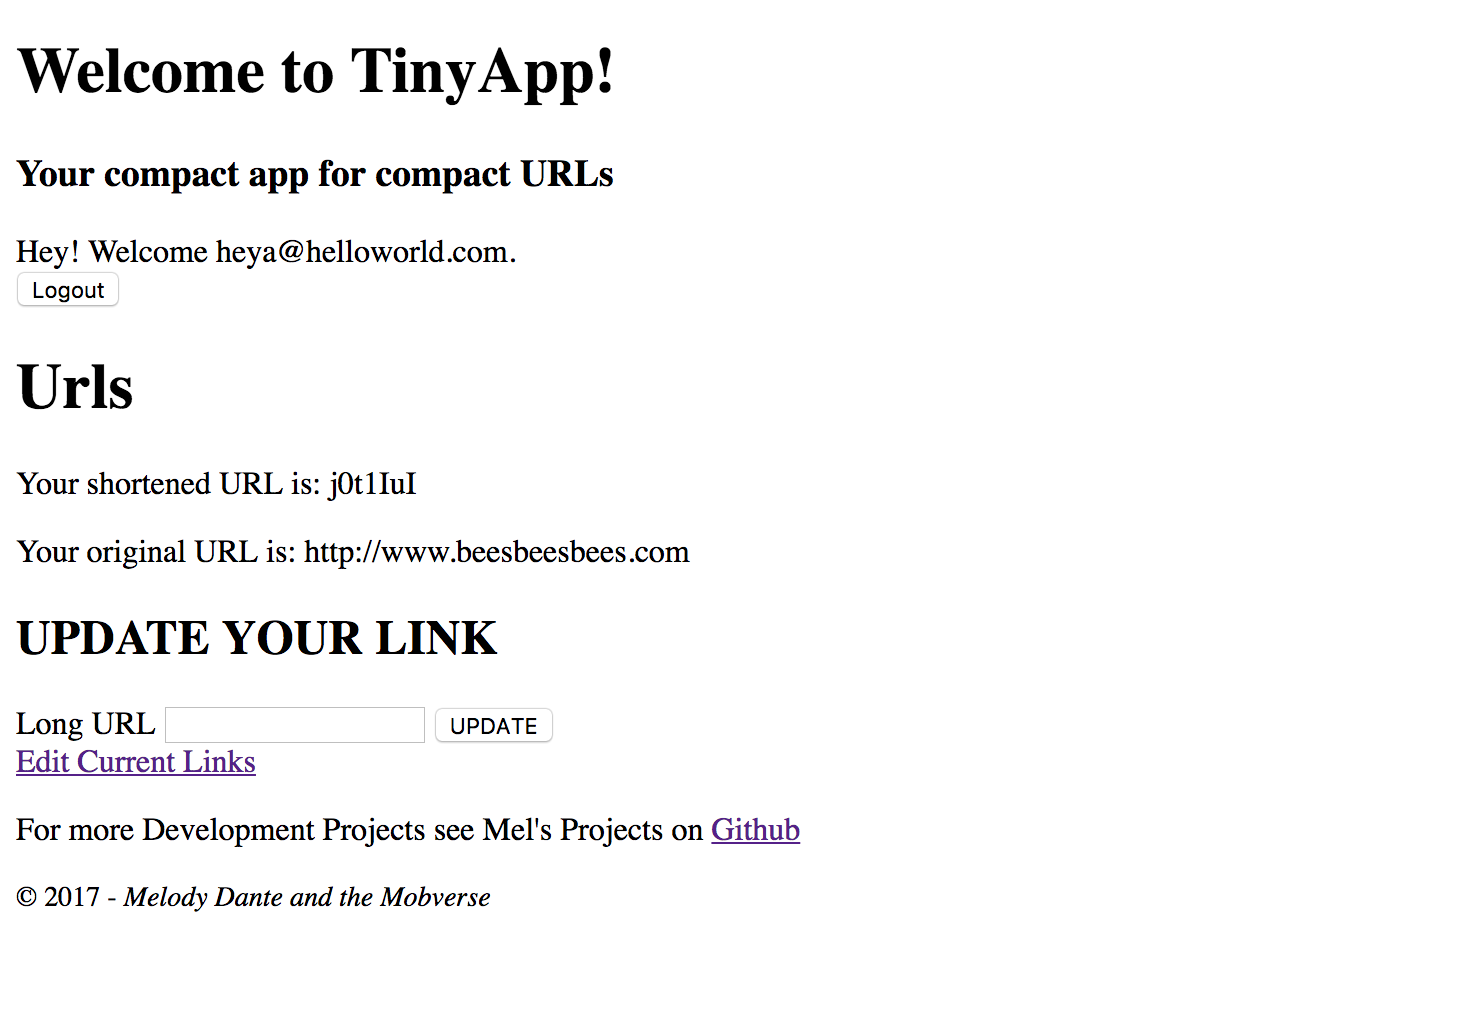 Welcome to TinyApp!
Your compact app for compact URLs
Hey! Welcome heya@helloworld.com.
Logout
Urls
Your shortened URL is: j0t1IuI
Your original URL is: http://www.beesbeesbees.com
UPDATE YOUR LINK
Long URL UPDATE
Edit Current Links
For more Development Projects see Mel's Projects on Github
© 2017 - Melody Dante and the Mobverse